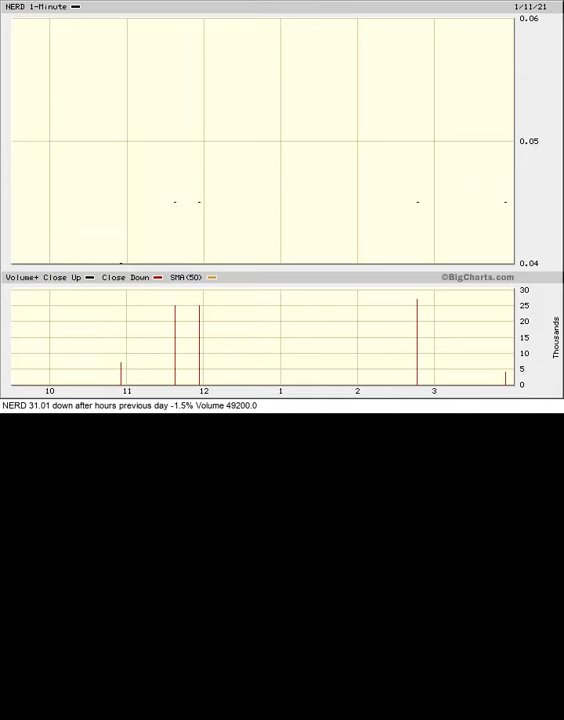 NERD 1-Minute 1/11/21
0.06
0.05
0.04
Volume+ Close Up Close Down SMA(50) ©BigCharts.com
30
25
20
15
10
5
0
Thousands
10 11 12 1 2 3
NERD 31.01 down after hours previous day -1.5% Volume 49200.0